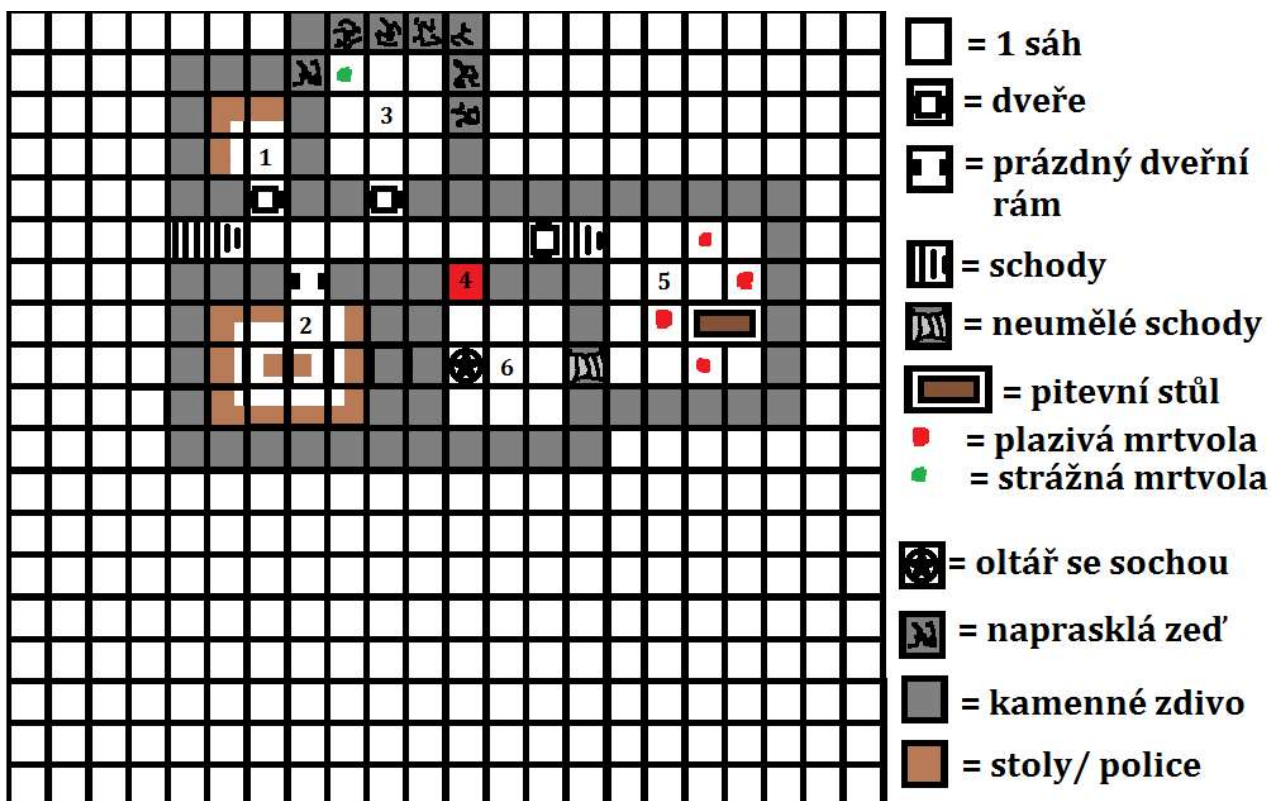 = 1 sáh
= dveře
3
1
= prázdný dveřní
rám
= schody
4
5
2
= neumělé schody
6
= pitevní stůl
= plazivá mrtvola
= strážná mrtvola
= oltář se sochou
= naprasklá zeď
= kamenné zdivo
= stoly/ police